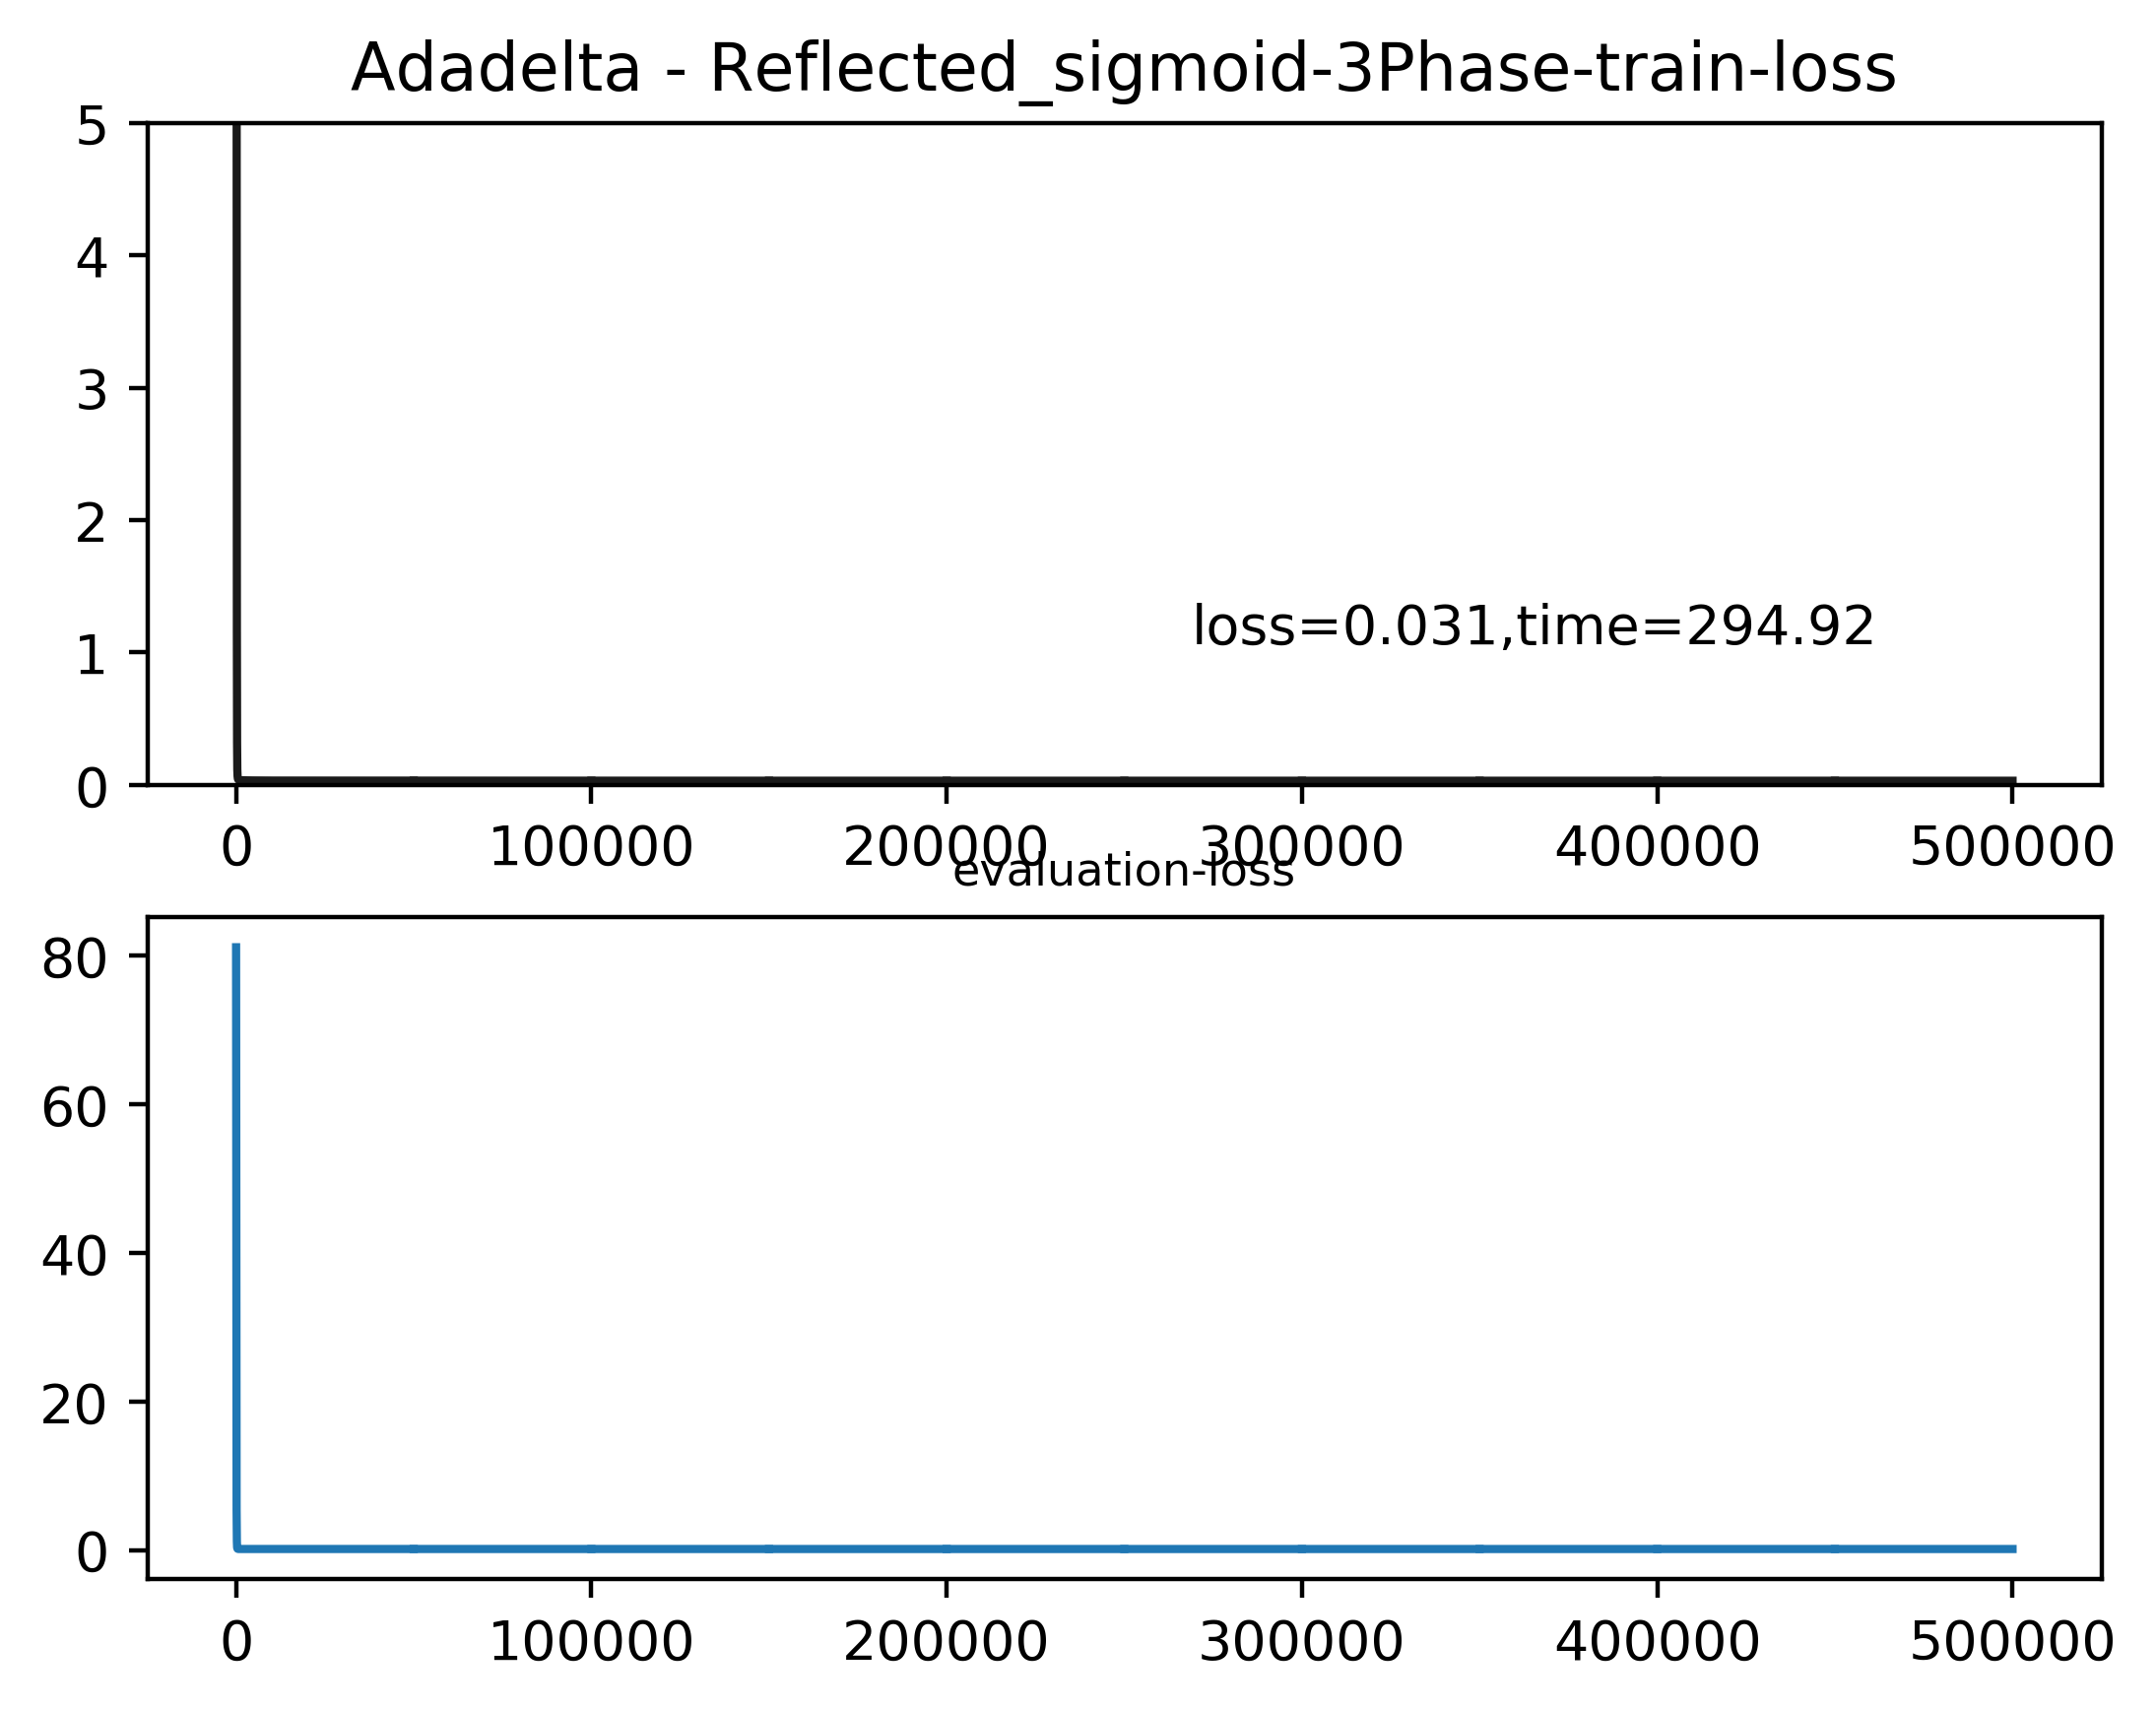 Adadelta - Reflected_sigmoid-3Phase-train-loss
5
4
3
2
loss=0.031,time=294.92
1
0
0 100000 200000 300000 400000 500000
evaluation-loss
80
60
40
20
0
0 100000 200000 300000 400000 500000